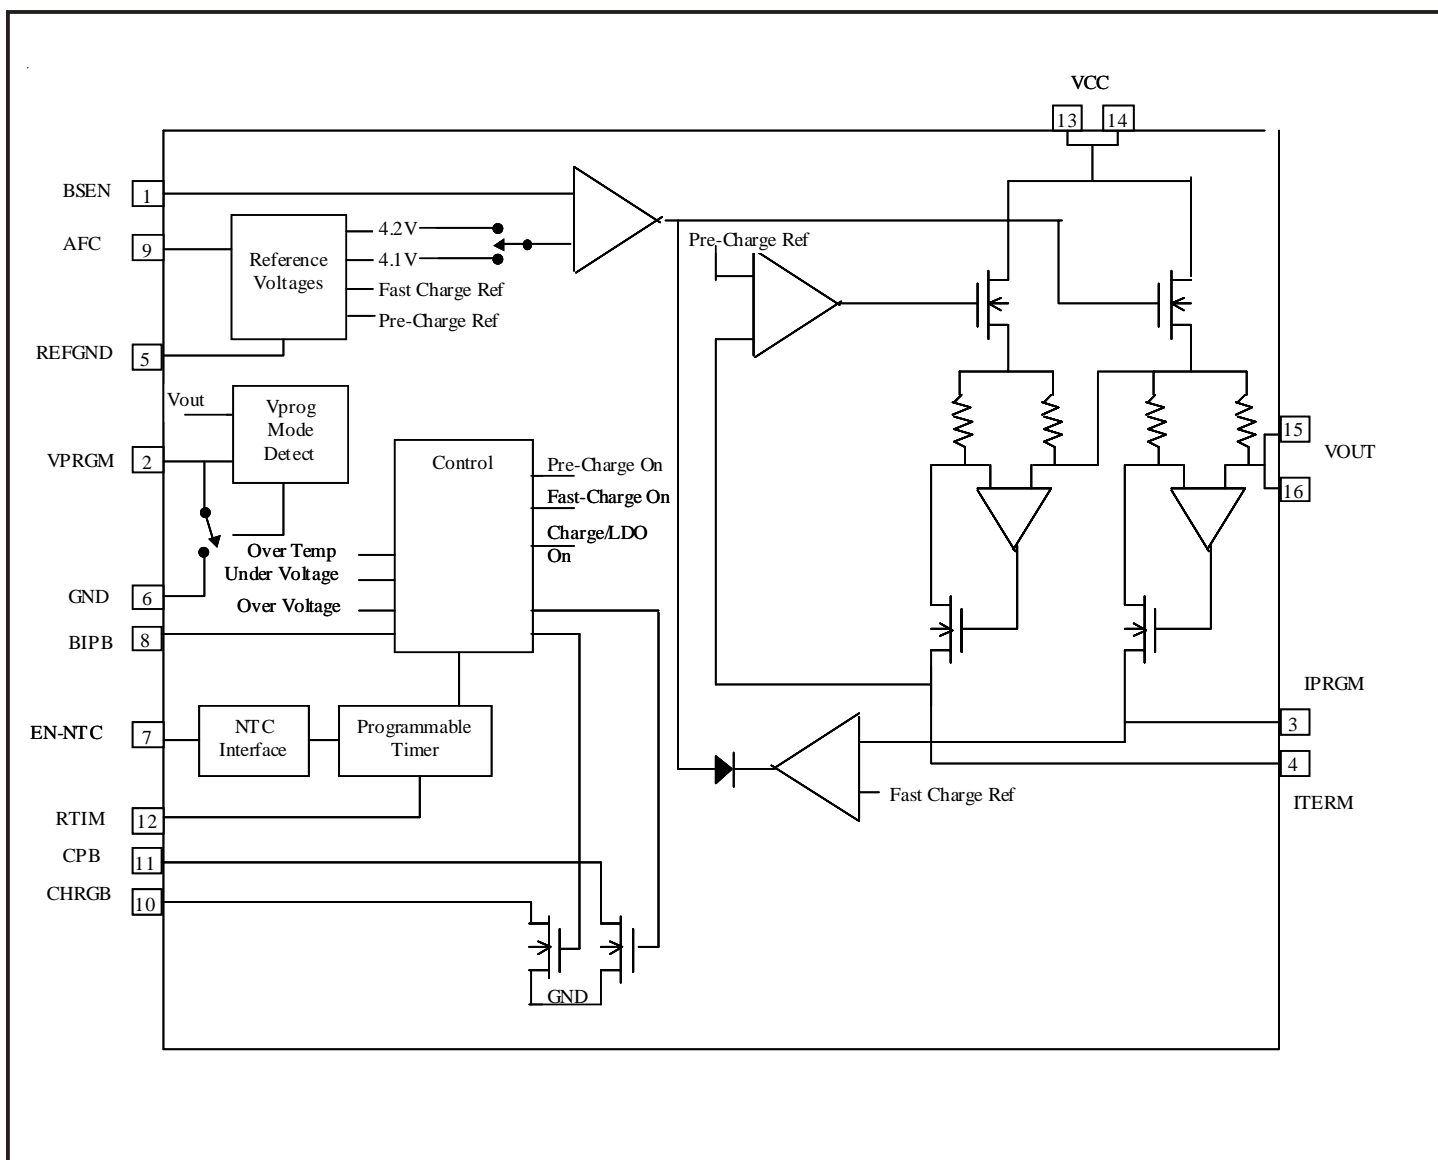 VCC
13 14
BSEN 1
AFC 9
Reference
Voltages
4.2V
4.1V
Fast Charge Ref
Pre-Charge Ref
Pre-Charge Ref
REFGND 5
Vout
Vprog
Mode
Detect
VPRGM 2
Control
Pre-Charge On
Fast-Charge On
Charge/LDO
On
Over Temp
Under Voltage
Over Voltage
GND 6
BIPB 8
15
VOUT
16
EN-NTC 7
NTC
Interface
Programmable
Timer
IPRGM
3
4
ITERM
Fast Charge Ref
RTIM 12
CPB 11
CHRGB 10
GND